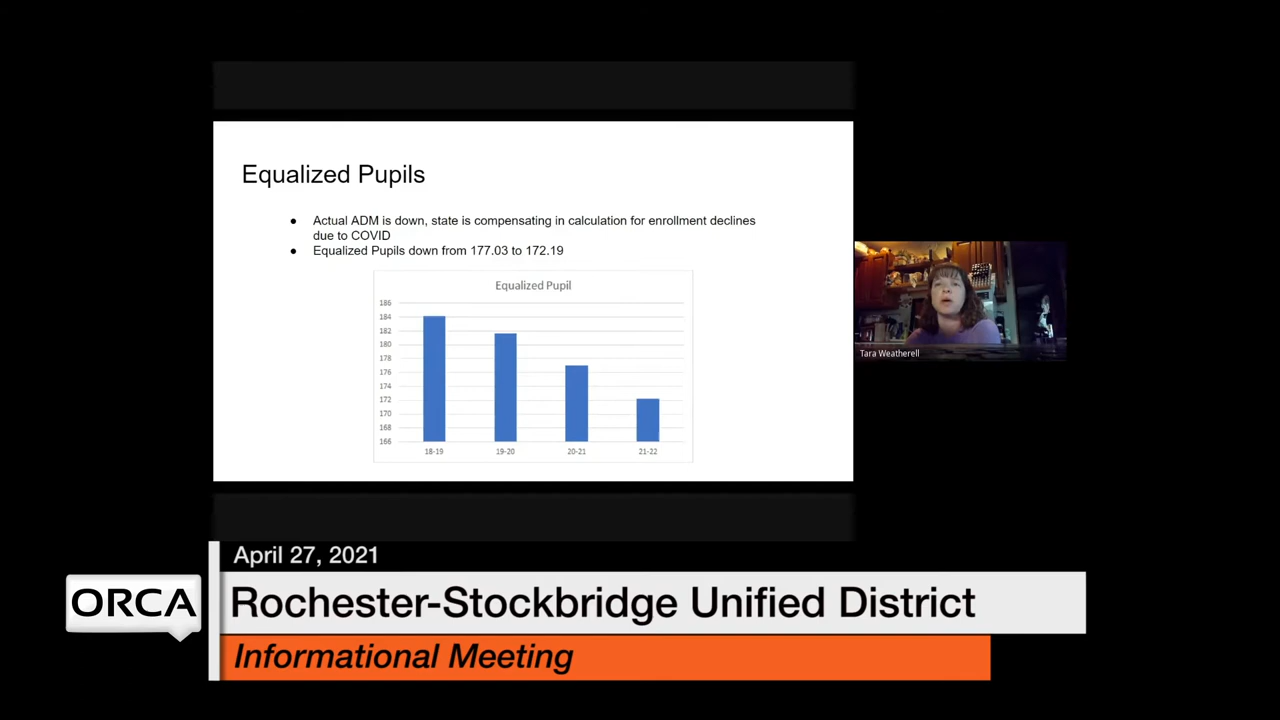 Equalized Pupils
● Actual ADM is down, state is compensating in calculation for enrollment declines
due to COVID
● Equalized Pupils down from 177.03 to 172.19
Equalized Pupil
186
184
182
180
178
176
174
172
170
168
166
18-19 19-20 20-21 21-22
Tara Weatherell
April 27, 2021
ORCA
Rochester-Stockbridge Unified District
Informational Meeting